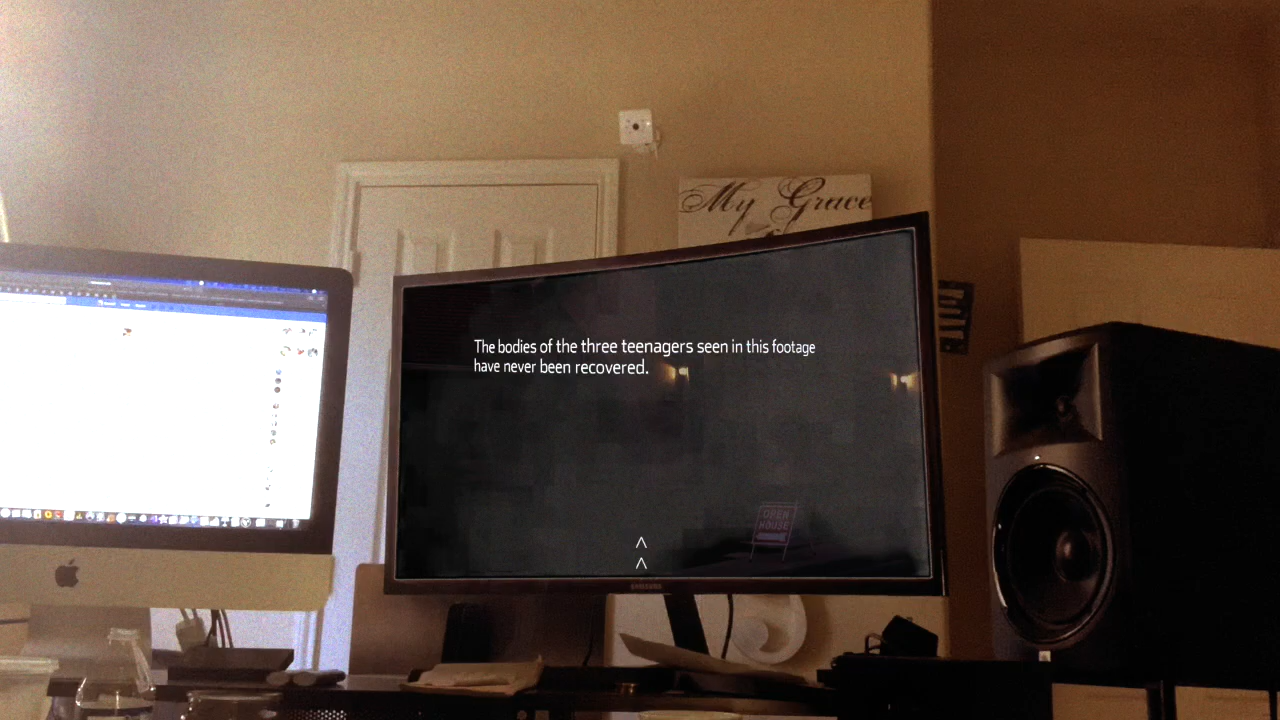 My Grace
The bodies of the three teenagers seen in this footage
have never been recovered.
OPEN
HOUSE
SAMSUNG